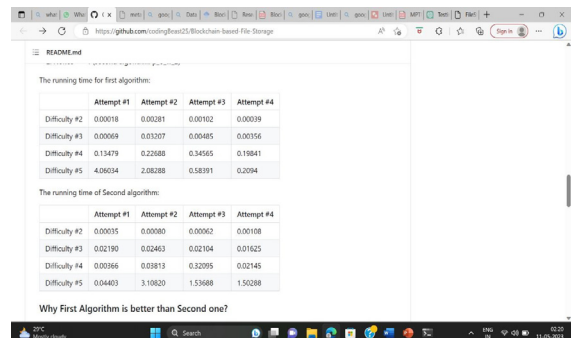 https://github.com/codingBeast25/Blockchain-based-File-Storage
Sign in
README.md
The running time for first algorithm:
Attempt #1 Attempt #2 Attempt #3 Attempt #4
Difficulty #2 0.00018 0.00281 0.00102 0.00039
Difficulty #3 0.00069 0.03207 0.00485 0.00356
Difficulty #4 0.13479 0.22688 0.34565 0.19841
Difficulty #5 4.06034 2.08288 0.58391 0.2094
The running time of Second algorithm:
Attempt #1 Attempt #2 Attempt #3 Attempt #4
Difficulty #2 0.00035 0.00080 0.00062 0.00108
Difficulty #3 0.02190 0.02463 0.02104 0.01625
Difficulty #4 0.00366 0.03813 0.32095 0.02145
Difficulty #5 0.04403 3.10820 1.53688 1.50288
Why First Algorithm is better than Second one?
29°C
Mostly cloudy
Search
ENG
IN
02:20
11-05-2023